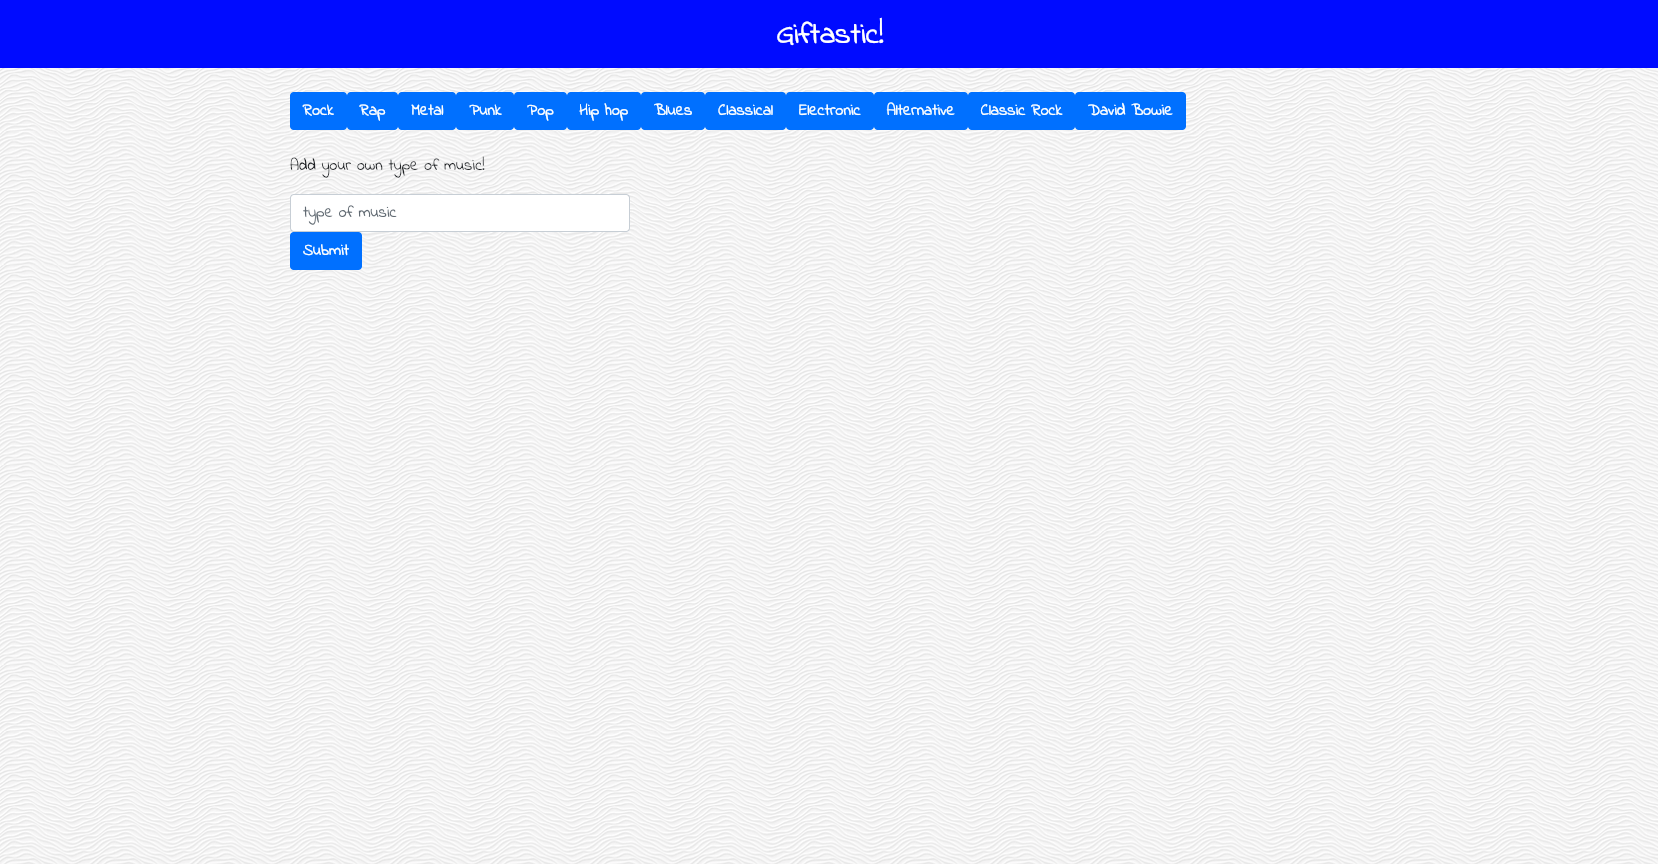 Giftastic!
Rock Rap Metal Punk Pop Hip hop Blues Classical Electronic Alternative Classic Rock David Bowie
Add your own type of music!
type of music
Submit